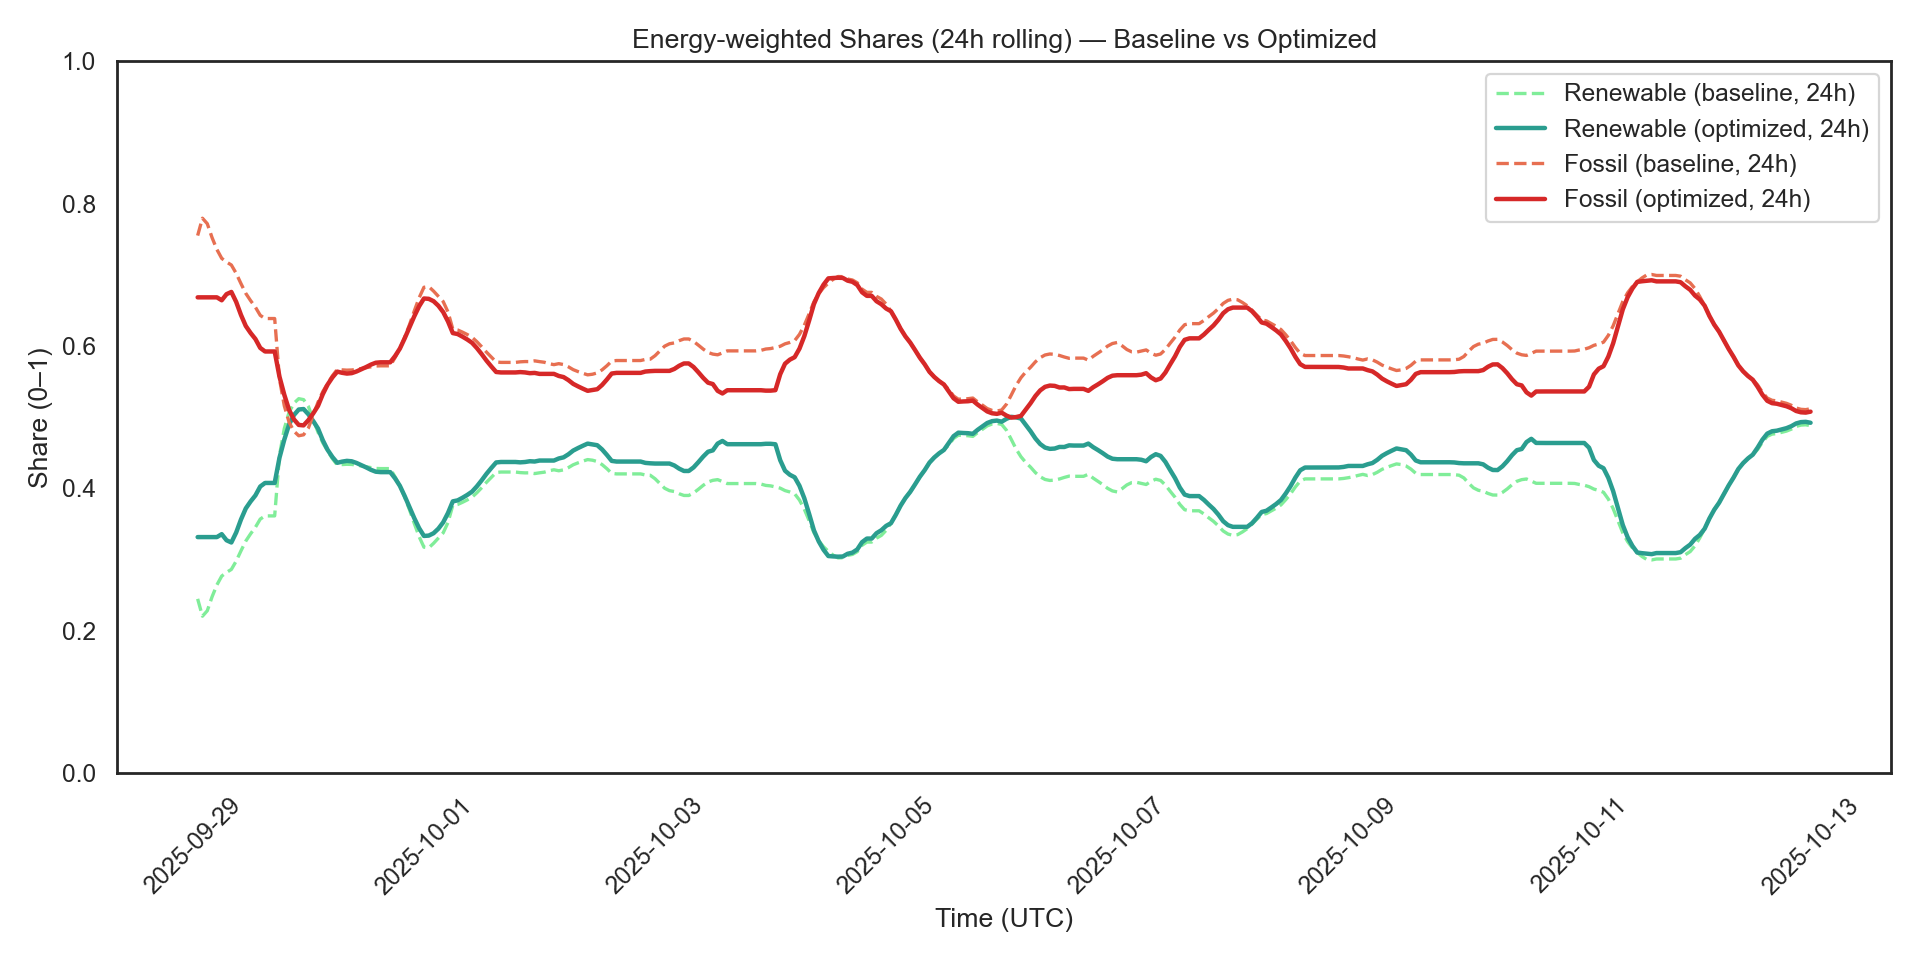 Energy-weighted Shares (24h rolling) — Baseline vs Optimized
1.0
0.8
0.6
0.4
0.2
0.0
Share (0–1)
Renewable (baseline, 24h)
Renewable (optimized, 24h)
Fossil (baseline, 24h)
Fossil (optimized, 24h)
2025-09-29
2025-10-01
2025-10-03
2025-10-05
2025-10-07
2025-10-09
2025-10-11
2025-10-13
Time (UTC)